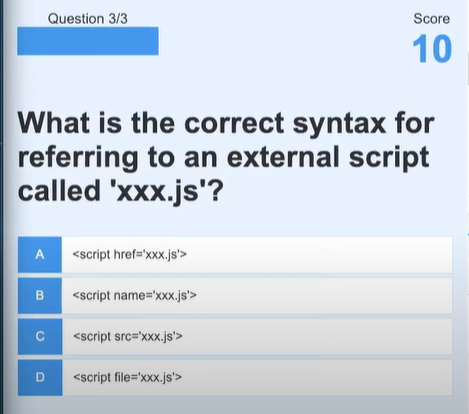 Question 3/3
Score
10
What is the correct syntax for
referring to an external script
called 'xxx.js'?
A <script href='xxx.js'>
B <script name='xxx.js'>
C <script src='xxx.js'>
D <script file='xxx.js'>